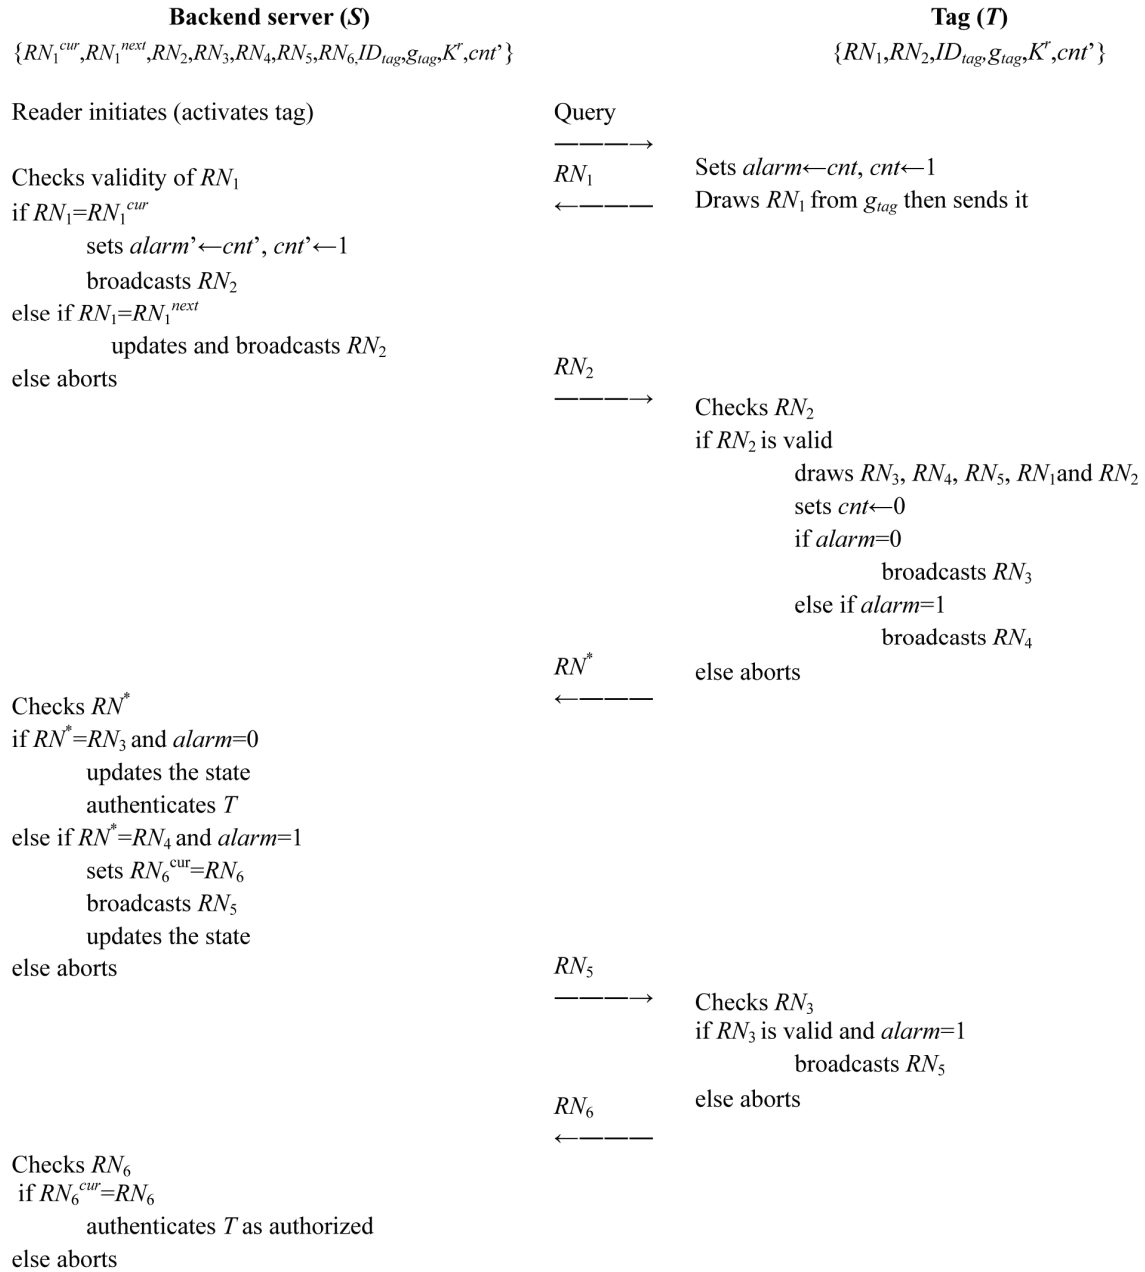 Backend server (S) Tag (T)
{RN₁ᶜᵘʳ,RN₁ⁿᵉˣᵗ,RN₂,RN₃,RN₄,RN₅,RN₆,IDtag,gtag,Kʳ,cnt’} {RN₁,RN₂,IDtag,gtag,Kʳ,cnt’}
Reader initiates (activates tag) Query
————→
Checks validity of RN₁ RN₁ Sets alarm←cnt, cnt←1
if RN₁=RN₁ᶜᵘʳ ←——— Draws RN₁ from gtag then sends it
sets alarm’←cnt’, cnt’←1
broadcasts RN₂
else if RN₁=RN₁ⁿᵉˣᵗ
updates and broadcasts RN₂
else aborts RN₂
————→
Checks RN₂
if RN₂ is valid
draws RN₃, RN₄, RN₅, RN₁and RN₂
sets cnt←0
if alarm=0
broadcasts RN₃
else if alarm=1
broadcasts RN₄
RN* else aborts
←———
Checks RN*
if RN*=RN₃ and alarm=0
updates the state
authenticates T
else if RN*=RN₄ and alarm=1
sets RN₆ᶜᵘʳ=RN₆
broadcasts RN₅
updates the state
else aborts RN₅
————→
Checks RN₃
if RN₃ is valid and alarm=1
broadcasts RN₅
RN₆ else aborts
←———
Checks RN₆
if RN₆ᶜᵘʳ=RN₆
authenticates T as authorized
else aborts